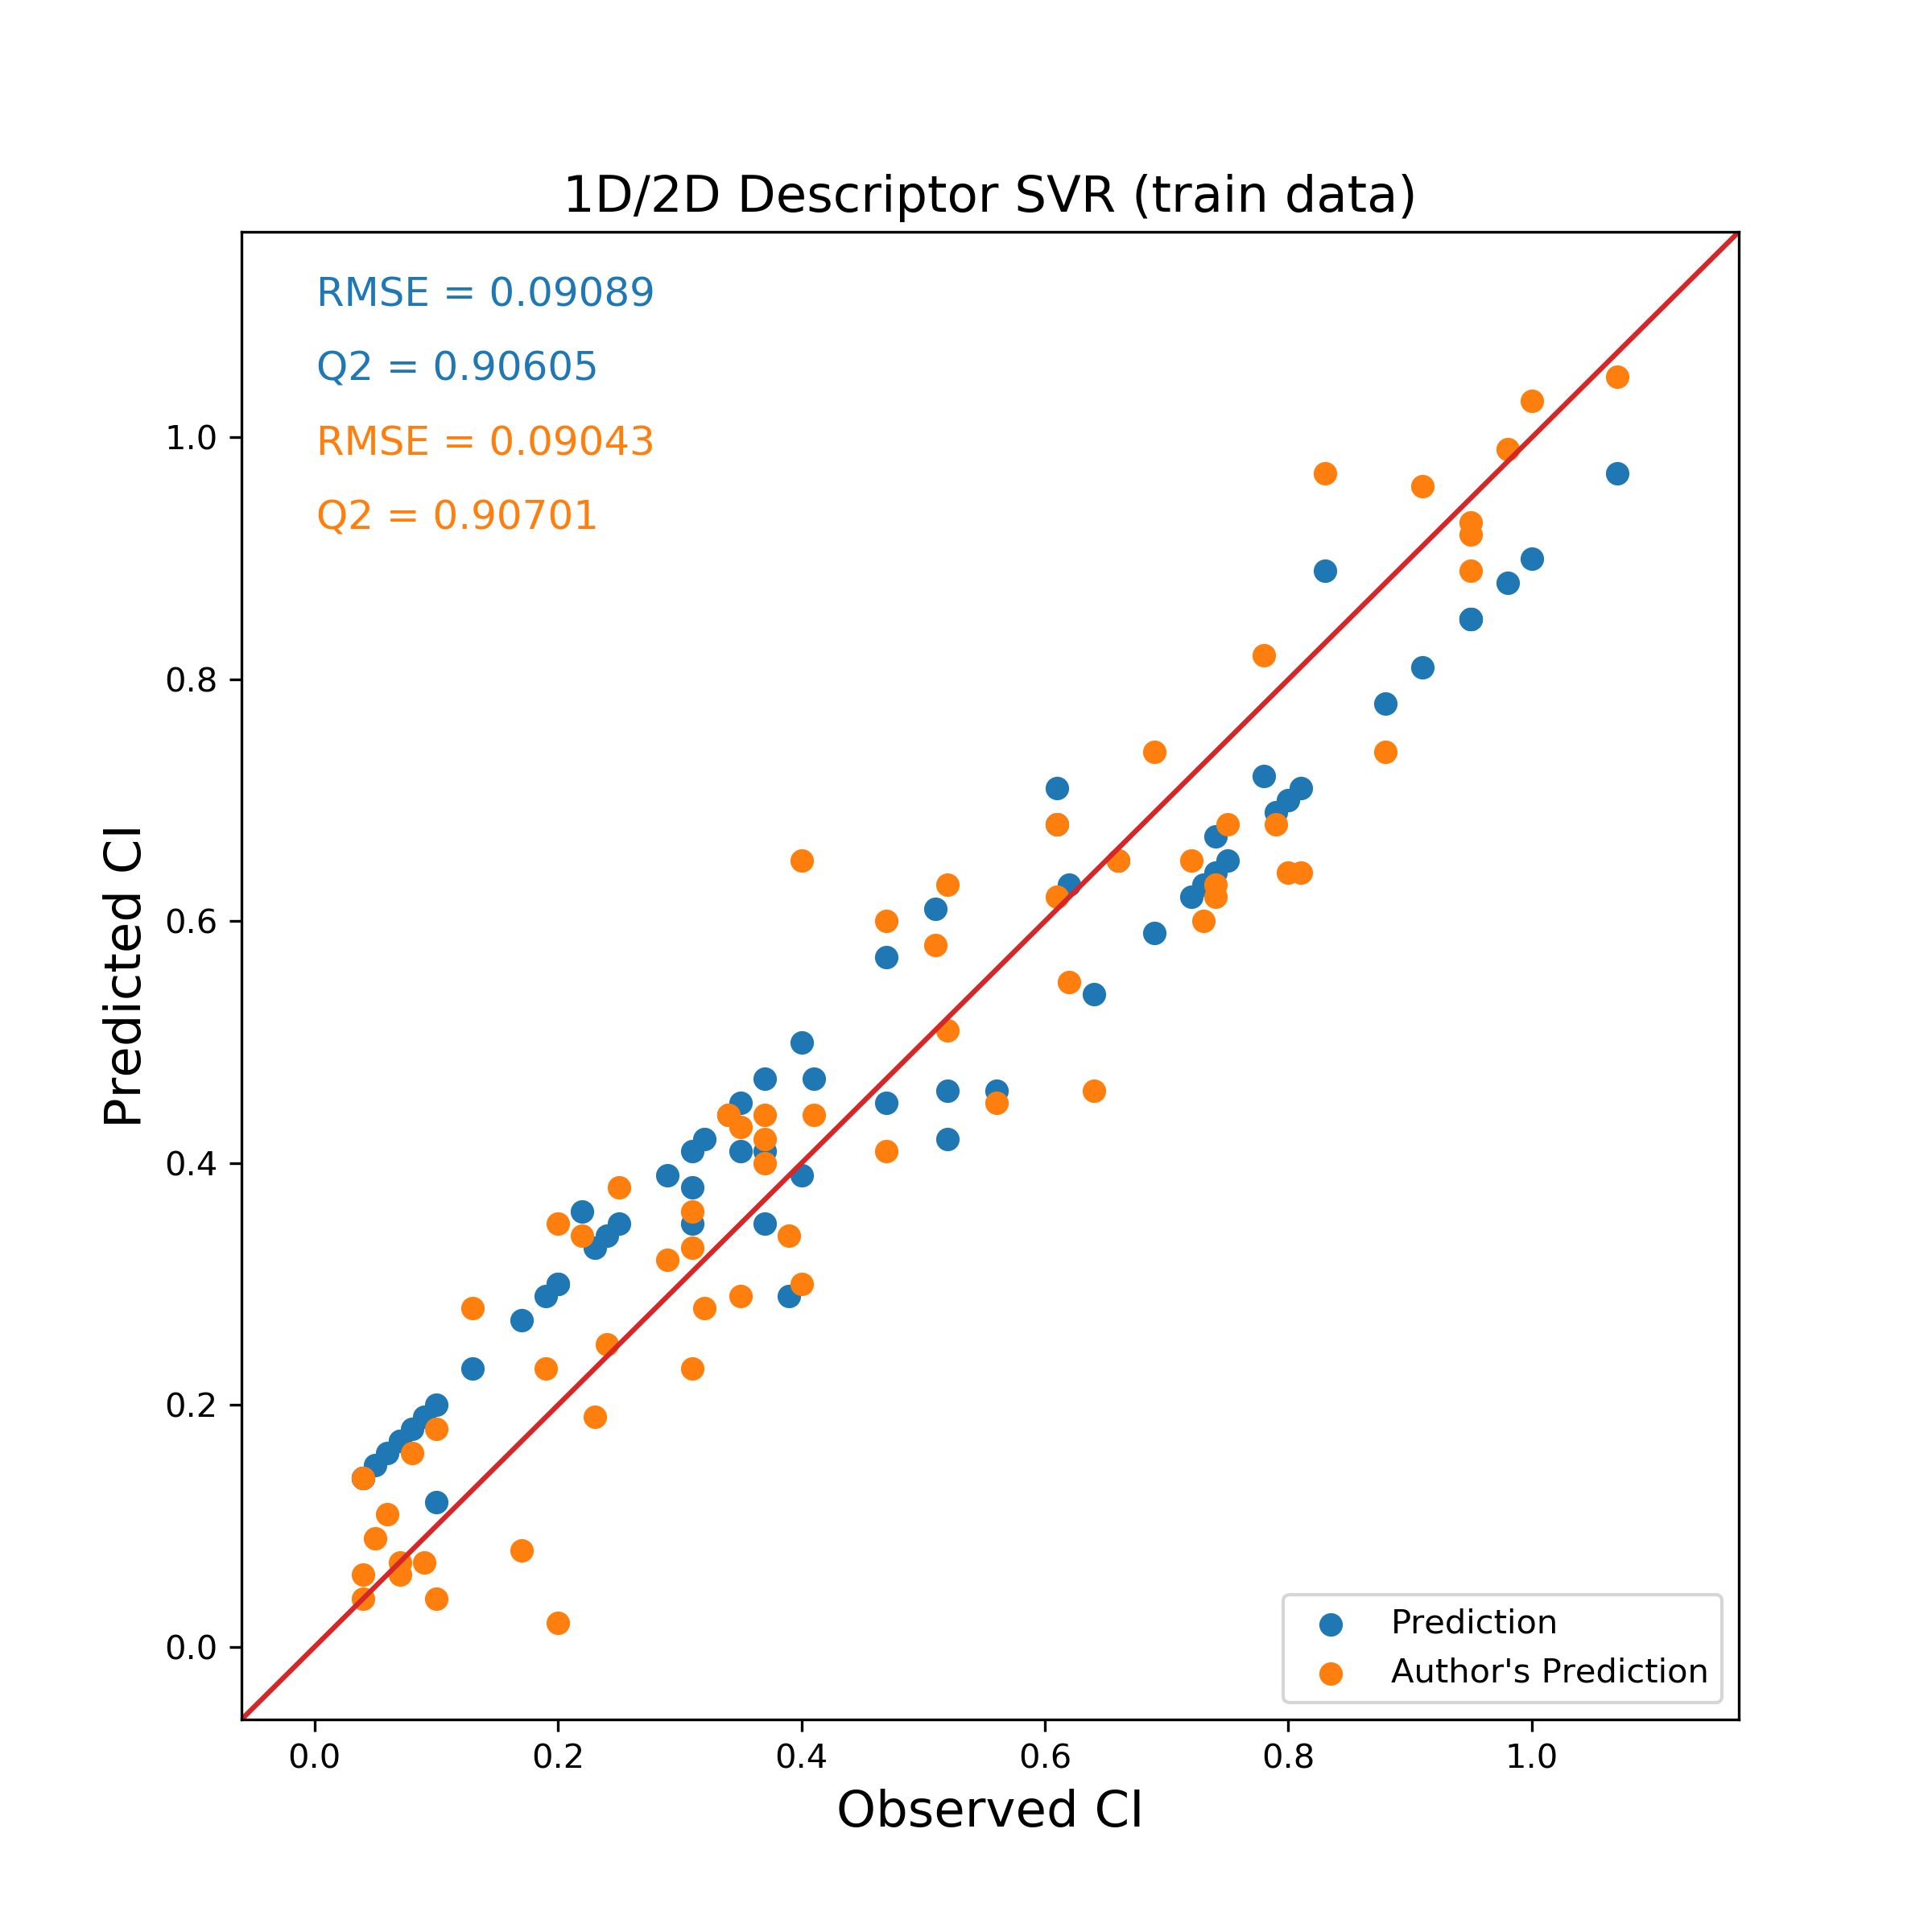 1D/2D Descriptor SVR (train data)
RMSE = 0.09089
Q2 = 0.90605
RMSE = 0.09043
Q2 = 0.90701
1.0
0.8
0.6
0.4
0.2
0.0
Predicted CI
Prediction
Author's Prediction
0.0 0.2 0.4 0.6 0.8 1.0
Observed CI